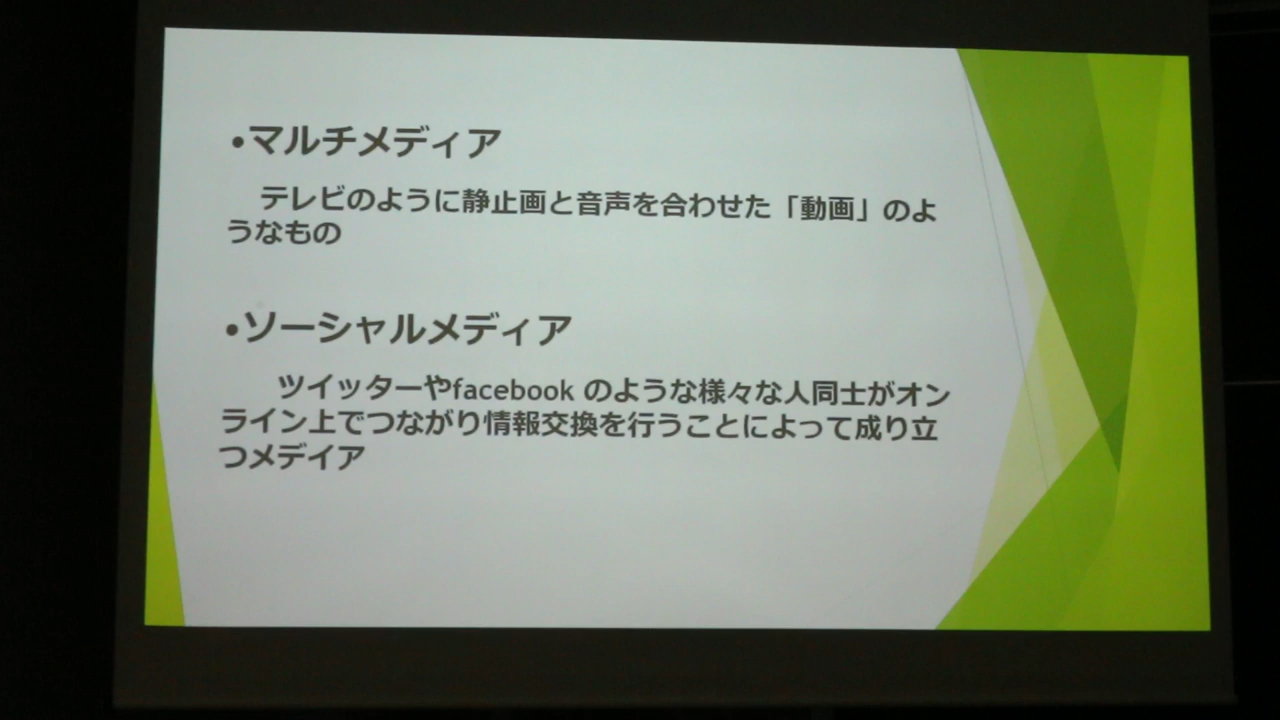 •マルチメディア
テレビのように静止画と音声を合わせた「動画」のよ
うなもの
•ソーシャルメディア
ツイッターやfacebook のような様々な人同士がオン
ライン上でつながり情報交換を行うことによって成り立
つメデイア